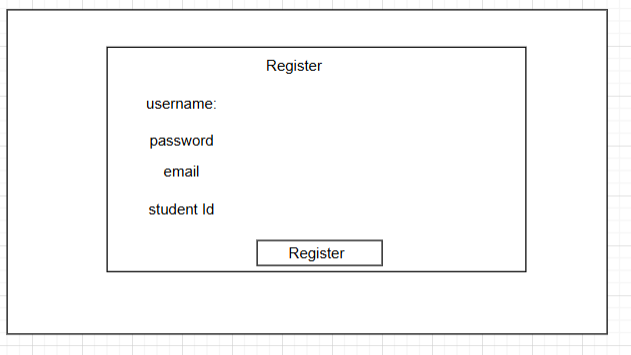 Register
username:
password
email
student Id
Register